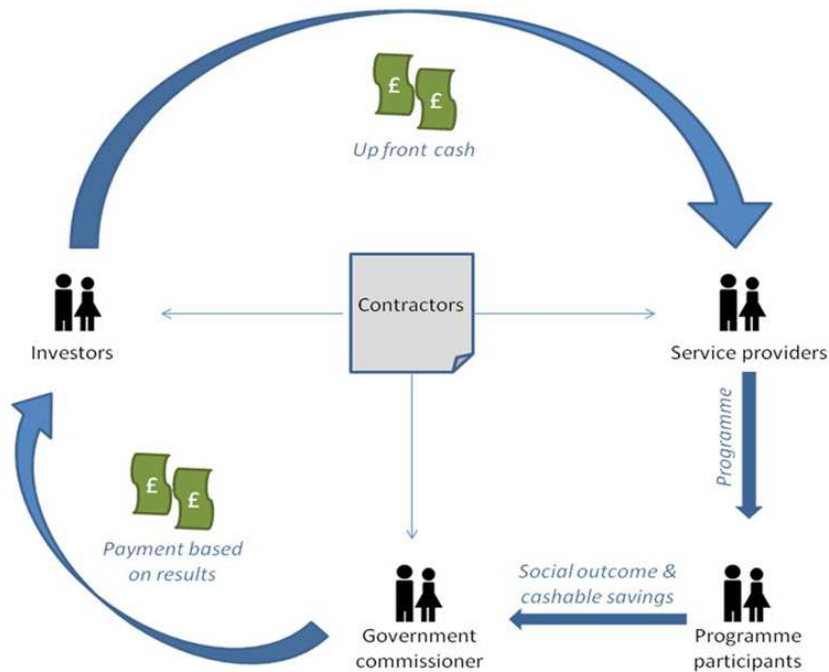 £
£
Up front cash
Contractors
Investors
Service providers
Programme
£
£
Payment based
on results
Social outcome &
cashable savings
Government
commissioner
Programme
participants